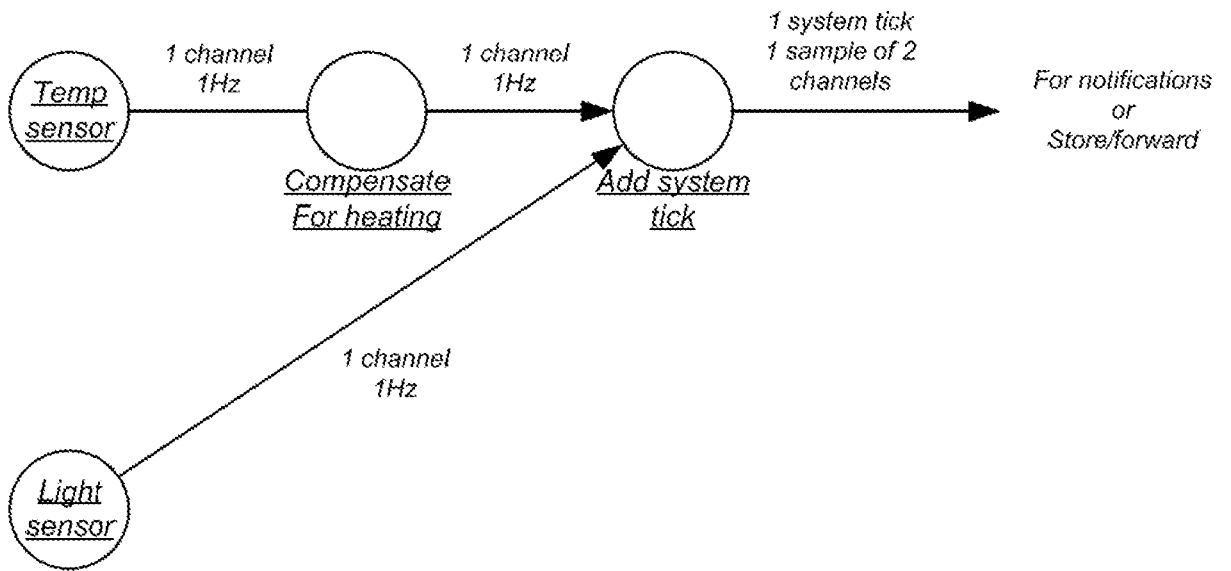 Temp
sensor
1 channel
1Hz
Compensate
For heating
1 channel
1Hz
Add system
tick
1 system tick
1 sample of 2
channels
For notifications
or
Store/forward
1 channel
1Hz
Light
sensor